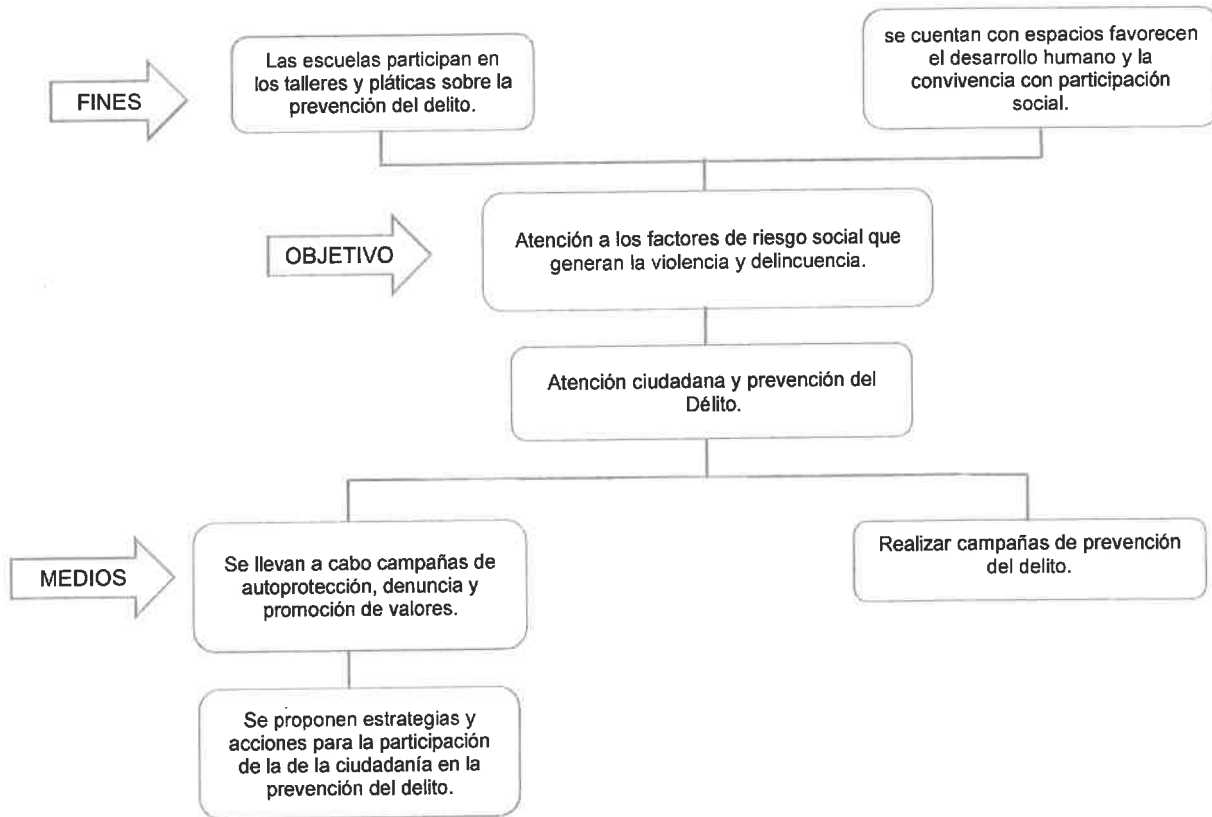 Las escuelas participan en
los talleres y pláticas sobre la
prevención del delito.
se cuentan con espacios favorecen
el desarrollo humano y la
convivencia con participación
social.
FINES
Atención a los factores de riesgo social que
generan la violencia y delincuencia.
OBJETIVO
Atención ciudadana y prevención del
Délito.
Se llevan a cabo campañas de
autoprotección, denuncia y
promoción de valores.
Realizar campañas de prevención
del delito.
MEDIOS
Se proponen estrategias y
acciones para la participación
de la de la ciudadanía en la
prevención del delito.